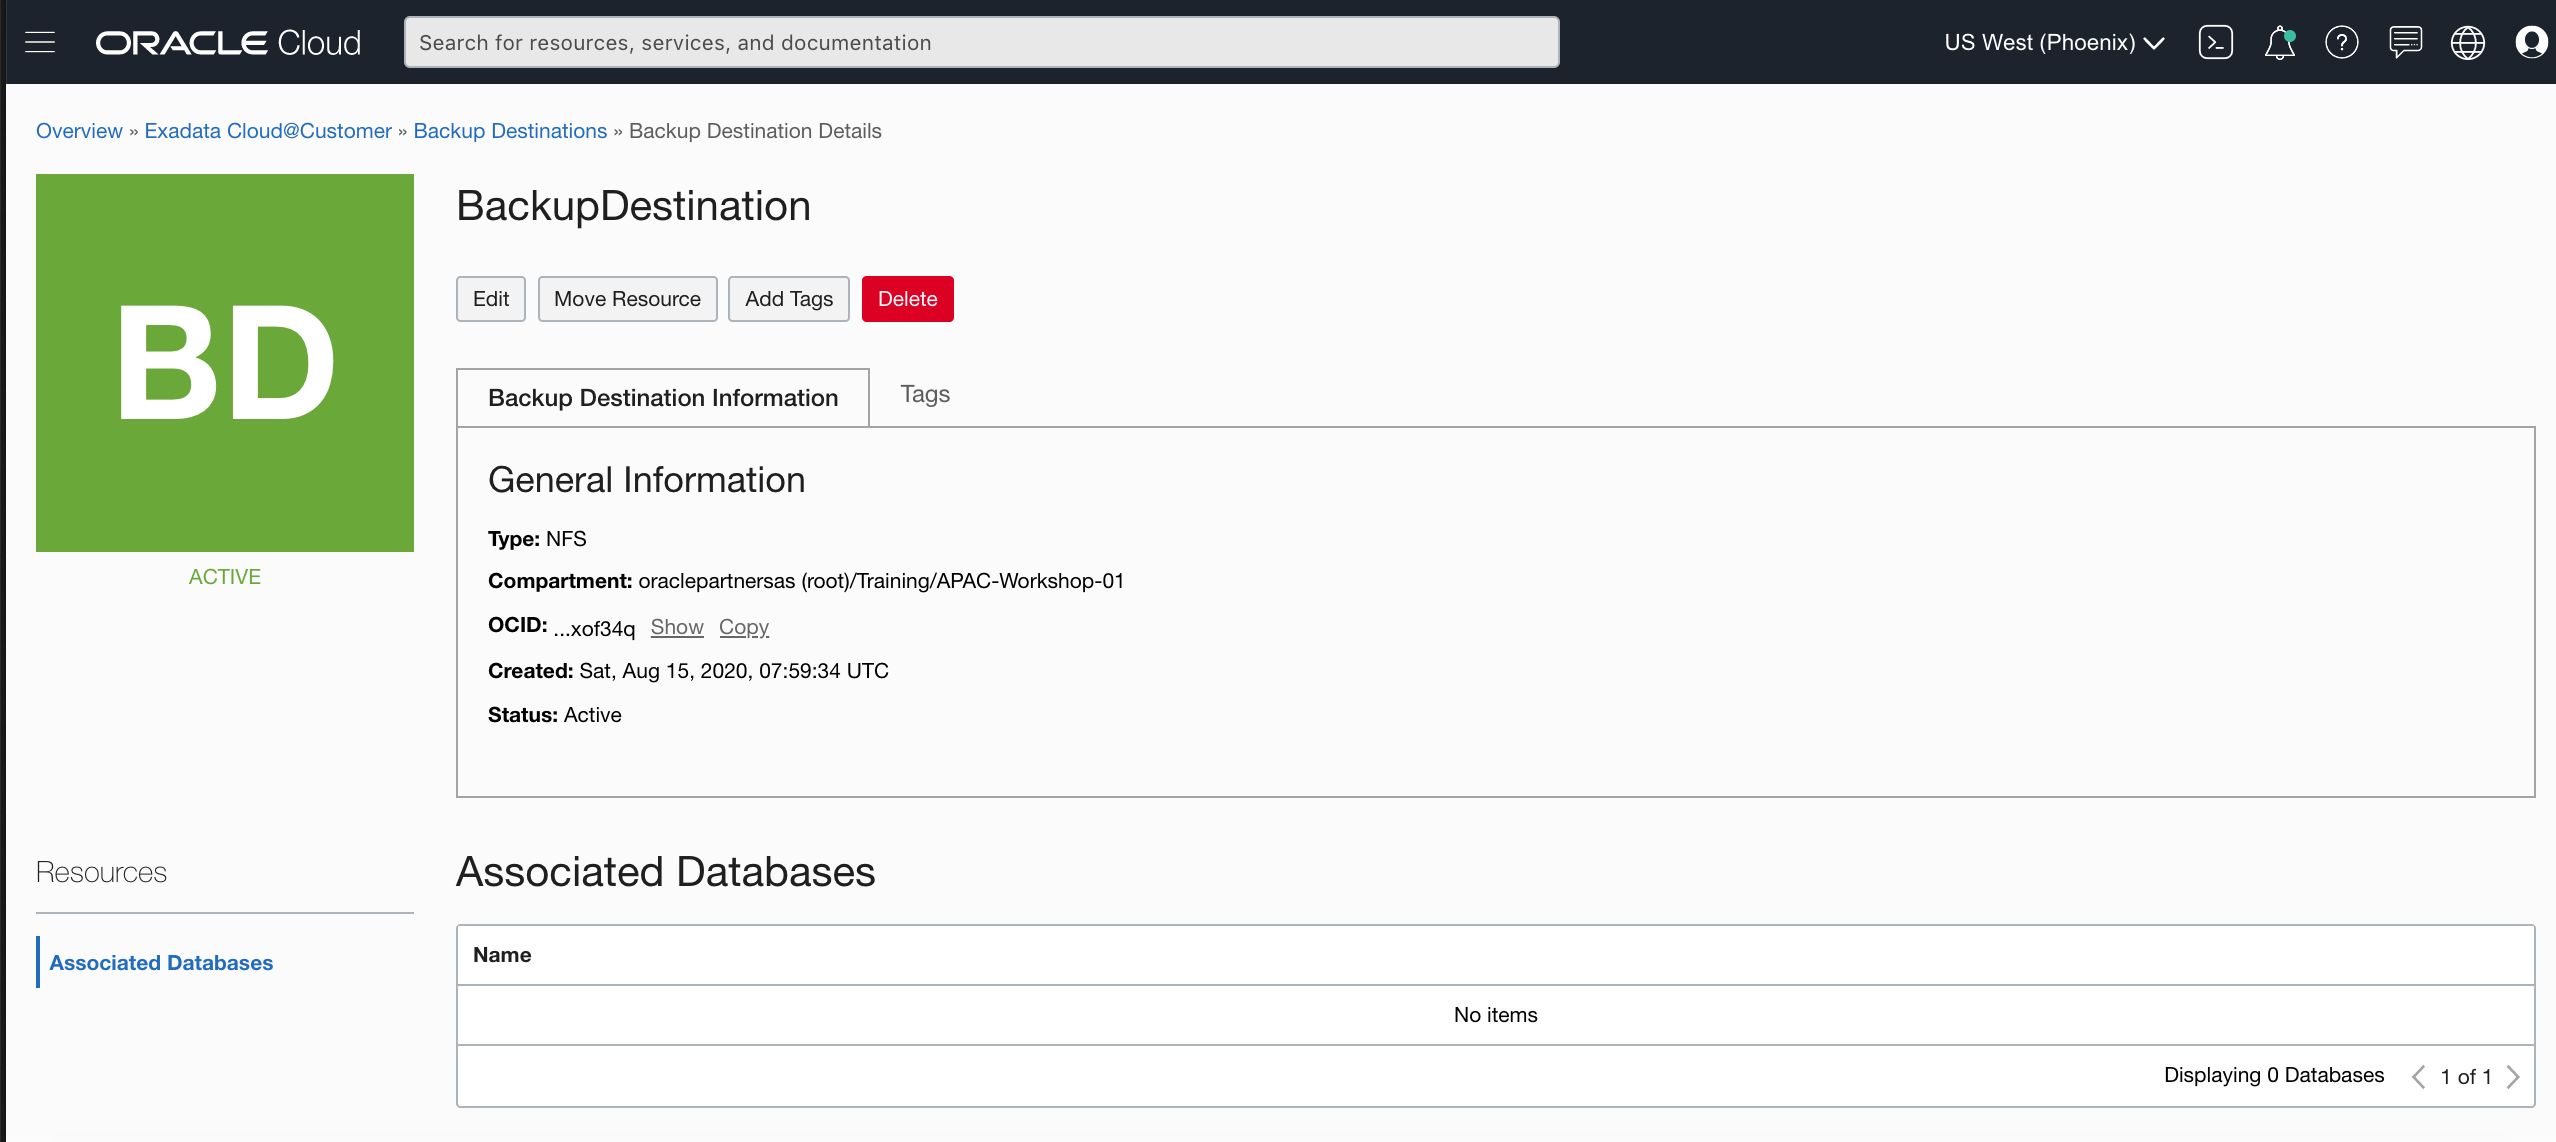 ORACLE Cloud
Search for resources, services, and documentation
US West (Phoenix)
Overview » Exadata Cloud@Customer » Backup Destinations » Backup Destination Details
BD
ACTIVE
BackupDestination
Edit
Move Resource
Add Tags
Delete
Backup Destination Information
Tags
General Information
Type: NFS
Compartment: oraclepartnersas (root)/Training/APAC-Workshop-01
OCID: ...xof34q Show Copy
Created: Sat, Aug 15, 2020, 07:59:34 UTC
Status: Active
Resources
Associated Databases
Associated Databases
Name
No items
Displaying 0 Databases
1 of 1